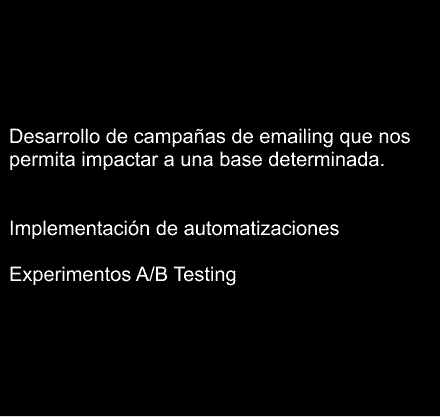 Desarrollo de campañas de emailing que nos
permita impactar a una base determinada.
Implementación de automatizaciones
Experimentos A/B Testing